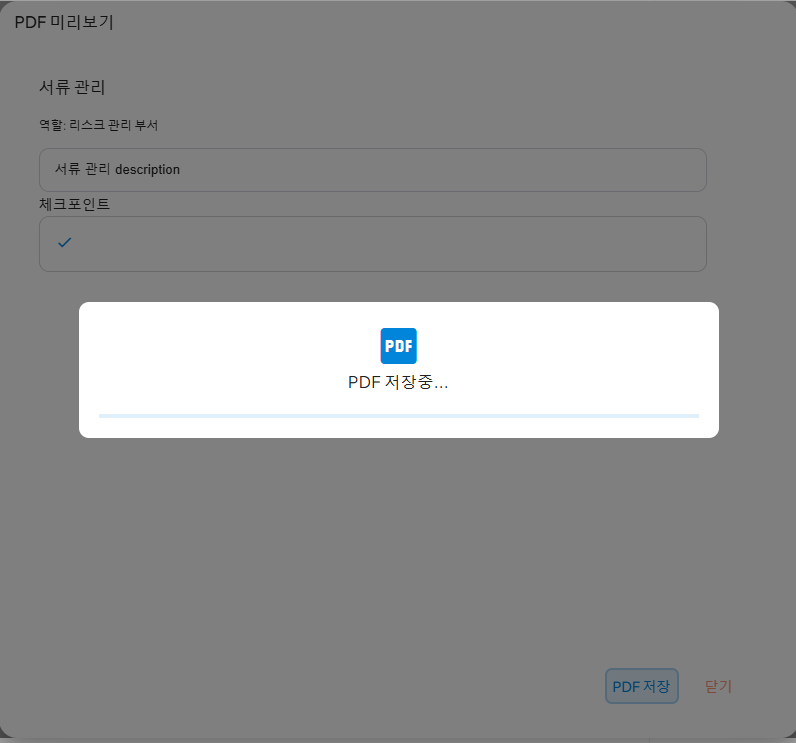 PDF 미리보기
서류 관리
역할: 리스크 관리 부서
서류 관리 description
체크포인트
PDF
PDF 저장중...
PDF 저장
닫기